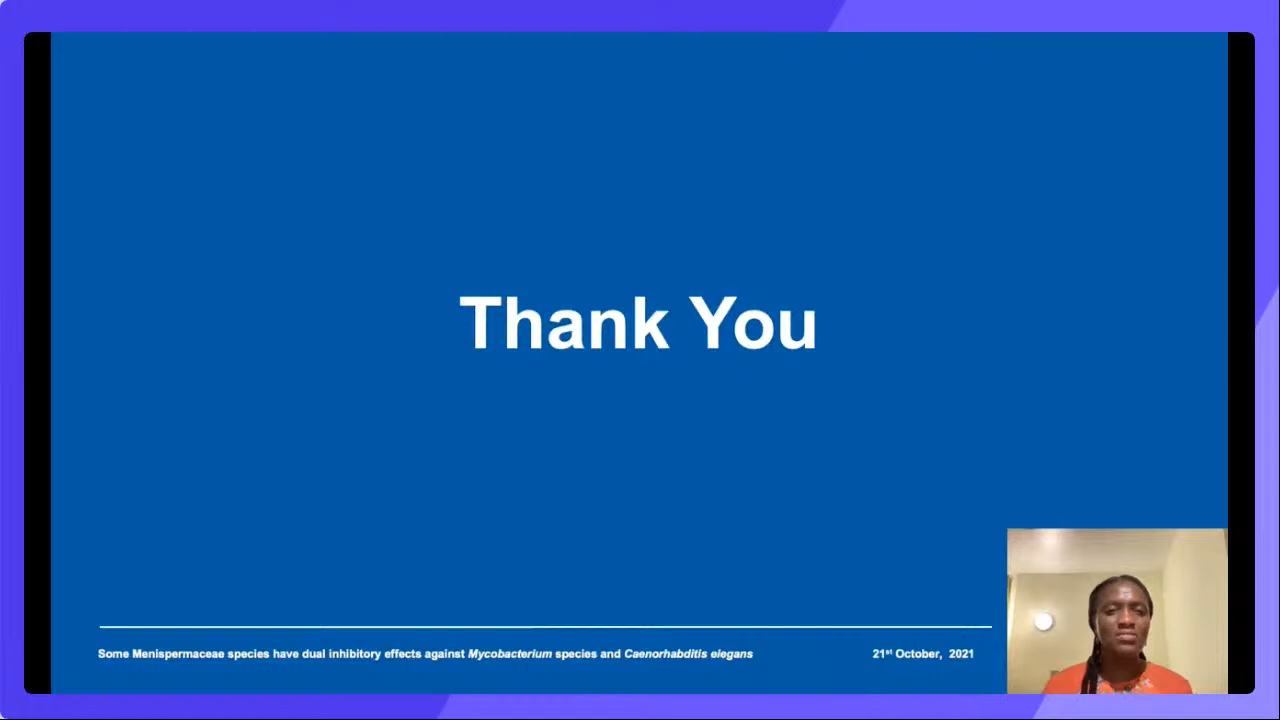 Thank You
Some Menispermaceae species have dual inhibitory effects against Mycobacterium species and Caenorhabditis elegans
21st October, 2021